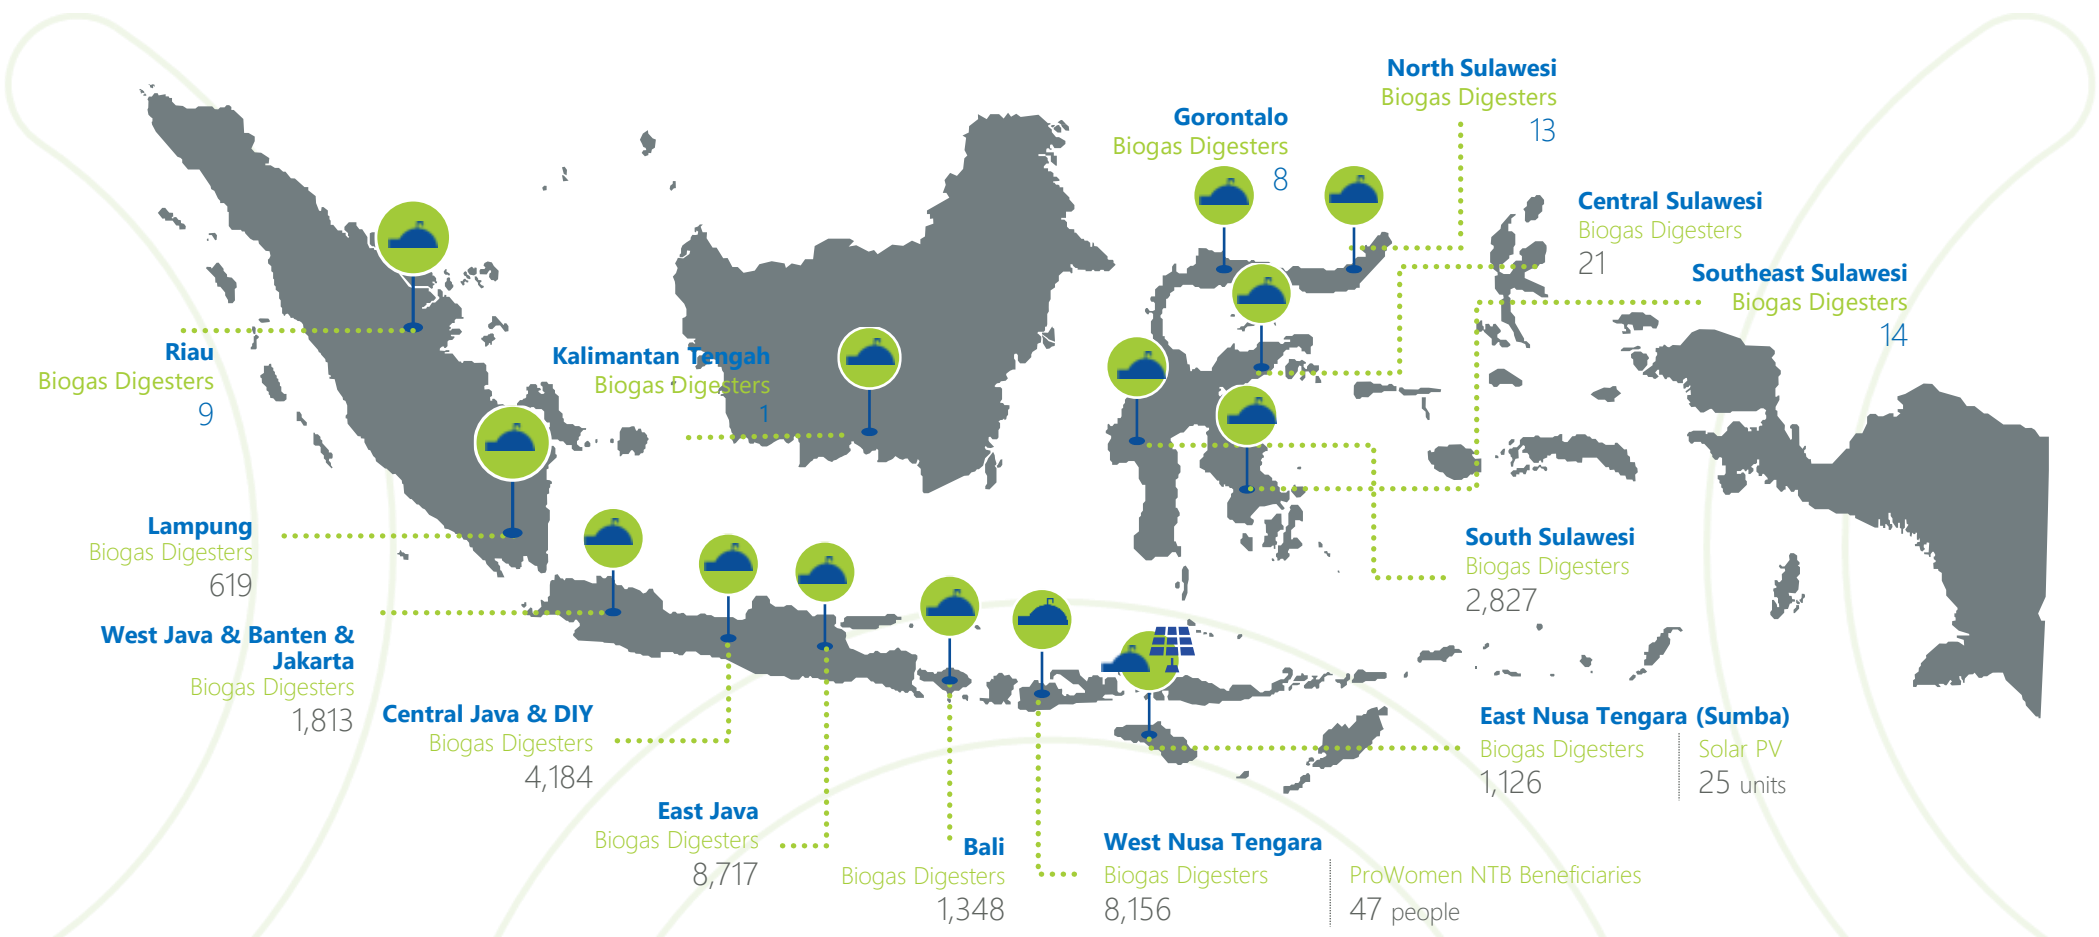 North Sulawesi
Biogas Digesters
13
Gorontalo
Biogas Digesters
8
Central Sulawesi
Biogas Digesters
21
Southeast Sulawesi
Biogas Digesters
14
Riau
Biogas Digesters
9
Kalimantan Tengah
Biogas Digesters
1
Lampung
Biogas Digesters
619
South Sulawesi
Biogas Digesters
2,827
West Java & Banten &
Jakarta
Biogas Digesters
1,813
Central Java & DIY
Biogas Digesters
4,184
East Nusa Tengara (Sumba)
Biogas Digesters
1,126
Solar PV
25 units
East Java
Biogas Digesters
8,717
Bali
Biogas Digesters
1,348
West Nusa Tengara
Biogas Digesters
8,156
ProWomen NTB Beneficiaries
47 people